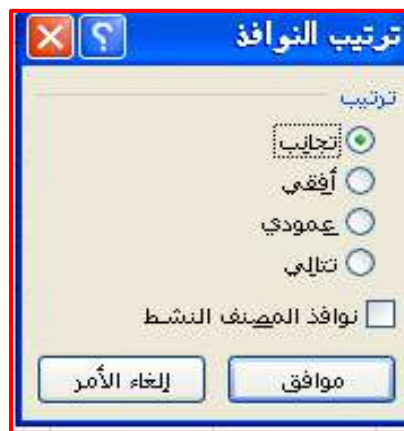 ترتيب النوافذ
ترتيب
تجانب
أفقي
عمودي
تتالي
نوافذ المصنف النشط
موافق
إلغاء الأمر